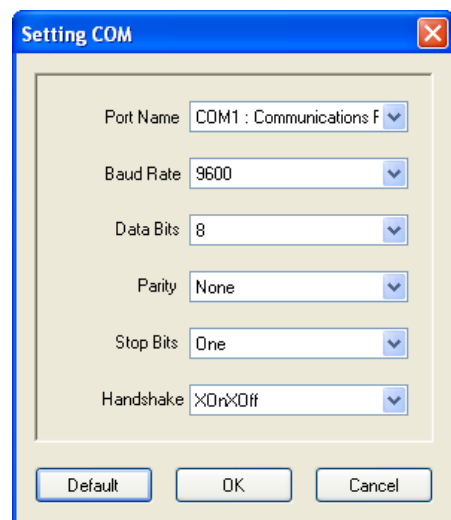 Setting COM
Port Name COM1 : Communications F
Baud Rate 9600
Data Bits 8
Parity None
Stop Bits One
Handshake XOnXOff
Default OK Cancel